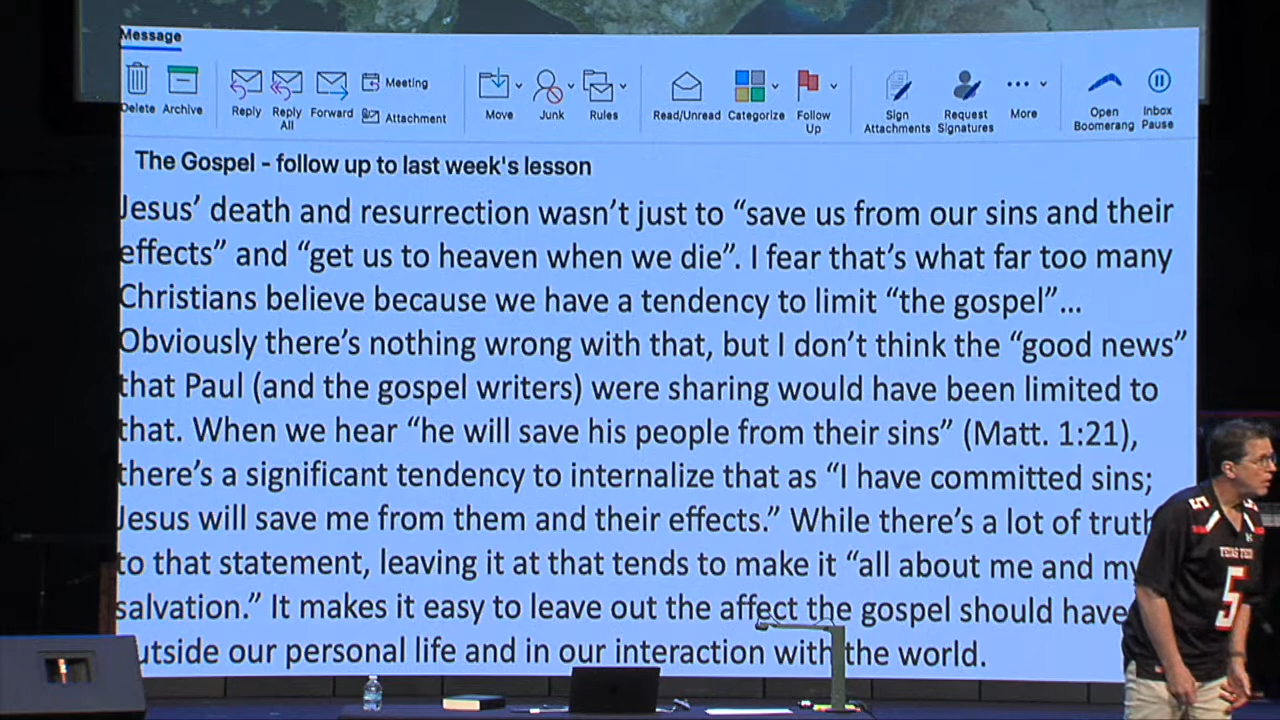 Message
Delete Archive Reply Reply All Forward Meeting Attachment Move Junk Rules Read/Unread Categorize Follow Up Sign Attachments Request Signatures More Open Boomerang Inbox Pause
The Gospel - follow up to last week's lesson
Jesus’ death and resurrection wasn’t just to “save us from our sins and their
effects” and “get us to heaven when we die”. I fear that’s what far too many
Christians believe because we have a tendency to limit “the gospel”...
Obviously there’s nothing wrong with that, but I don’t think the “good news”
that Paul (and the gospel writers) were sharing would have been limited to
that. When we hear “he will save his people from their sins” (Matt. 1:21),
there’s a significant tendency to internalize that as “I have committed sins;
Jesus will save me from them and their effects.” While there’s a lot of truth
to that statement, leaving it at that tends to make it “all about me and my
salvation.” It makes it easy to leave out the affect the gospel should have
utside our personal life and in our interaction with the world.
TEXAS TECH
5